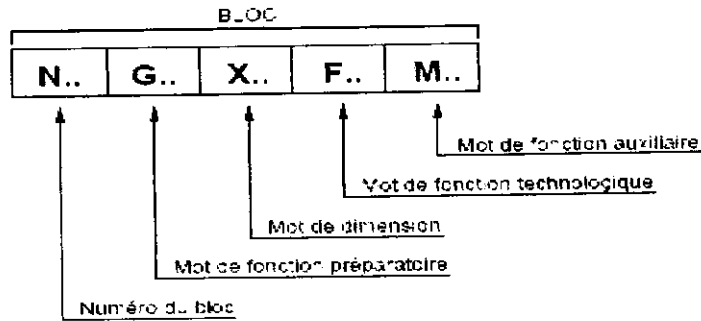 BLOC
N.. G.. X.. F.. M..
Mot de fonction auxiliaire
Mot de fonction technologique
Mot de dimension
Mot de fonction préparatoire
Numéro du bloc